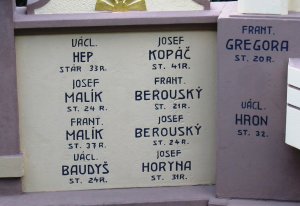 VÁCL.
HEP
STÁR 33 R.
JOSEF
MALÍK
ST. 24 R.
FRANT.
MALÍK
ST. 37 R.
VÁCL.
BAUDYŠ
ST. 24 R.
JOSEF
KOPÁČ
ST. 41 R.
FRANT.
BEROUSKÝ
ST. 21 R.
JOSEF
BEROUSKÝ
ST. 24 R.
JOSEF
HORYNA
ST. 31 R.
FRANT.
GREGORA
ST. 20 R.
VÁCL.
HRON
ST. 32.